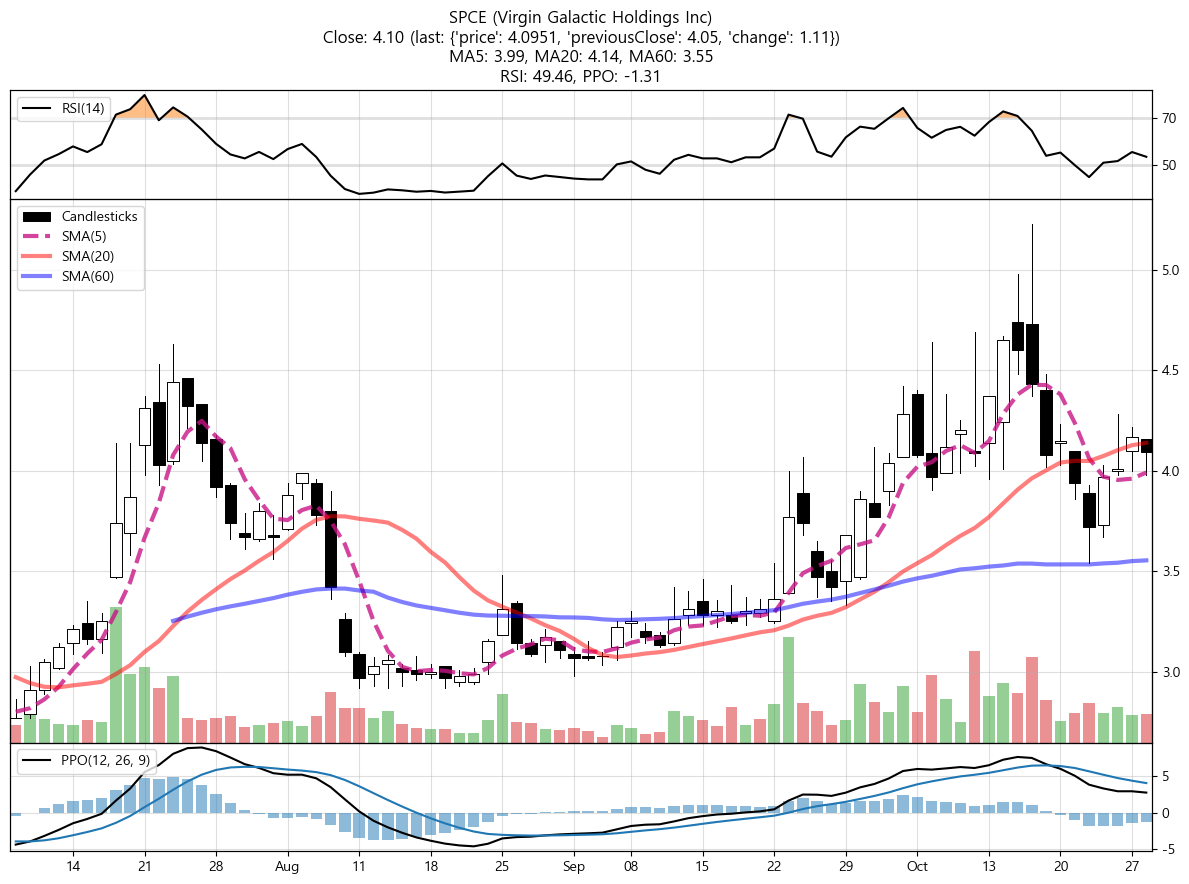 SPCE (Virgin Galactic Holdings Inc)
Close: 4.10 (last: {'price': 4.0951, 'previousClose': 4.05, 'change': 1.11})
MA5: 3.99, MA20: 4.14, MA60: 3.55
RSI: 49.46, PPO: -1.31
RSI(14)
70
50
Candlesticks
SMA(5)
SMA(20)
SMA(60)
5.0
4.5
4.0
3.5
3.0
PPO(12, 26, 9)
5
0
-5
14 21 28 Aug 11 18 25 Sep 08 15 22 29 Oct 13 20 27